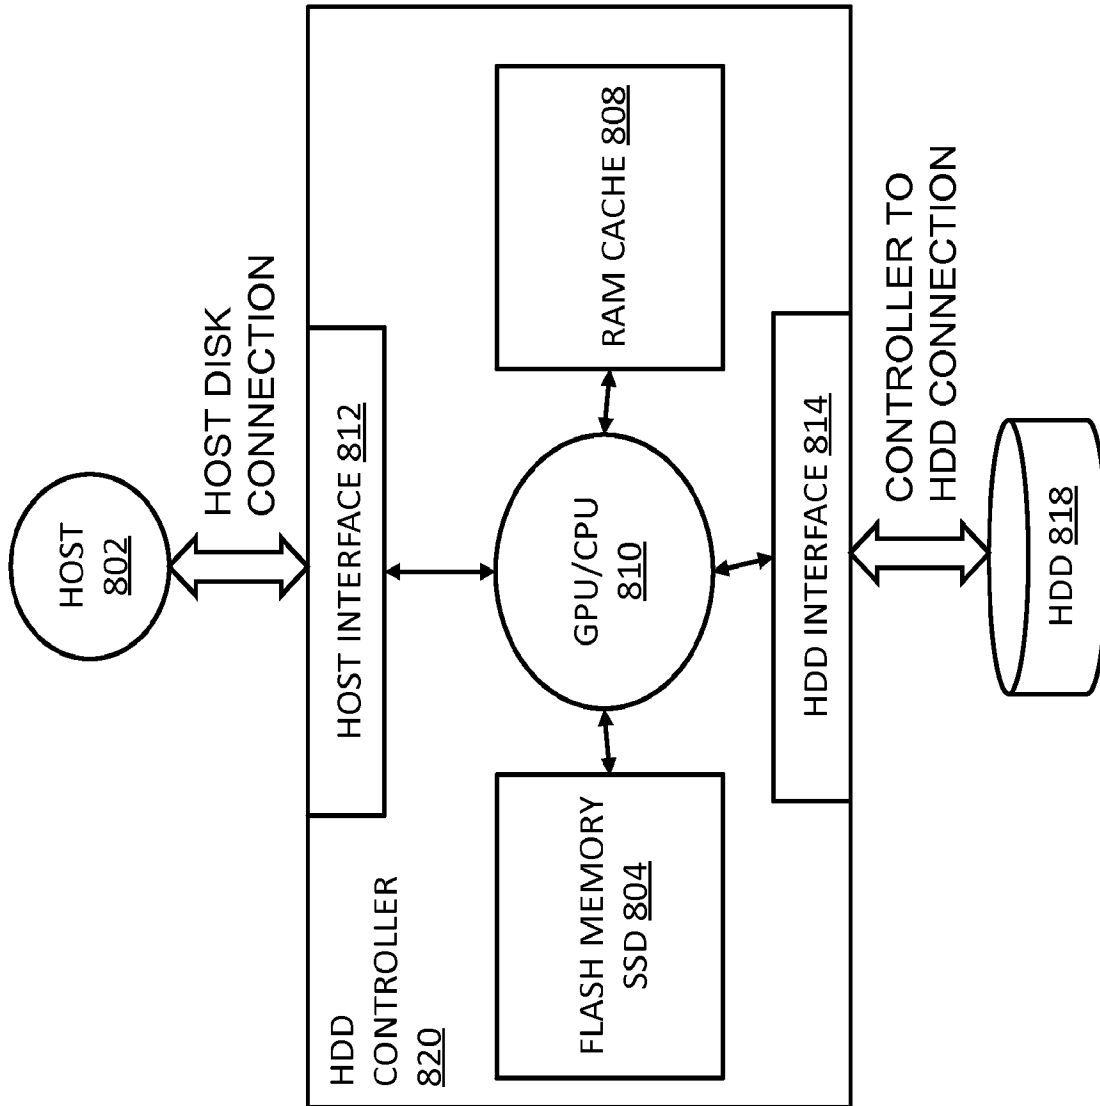 HOST
802
HOST DISK
CONNECTION
HDD
CONTROLLER
820
HOST INTERFACE 812
FLASH MEMORY
SSD 804
GPU/CPU
810
RAM CACHE 808
HDD INTERFACE 814
CONTROLLER TO
HDD CONNECTION
HDD 818